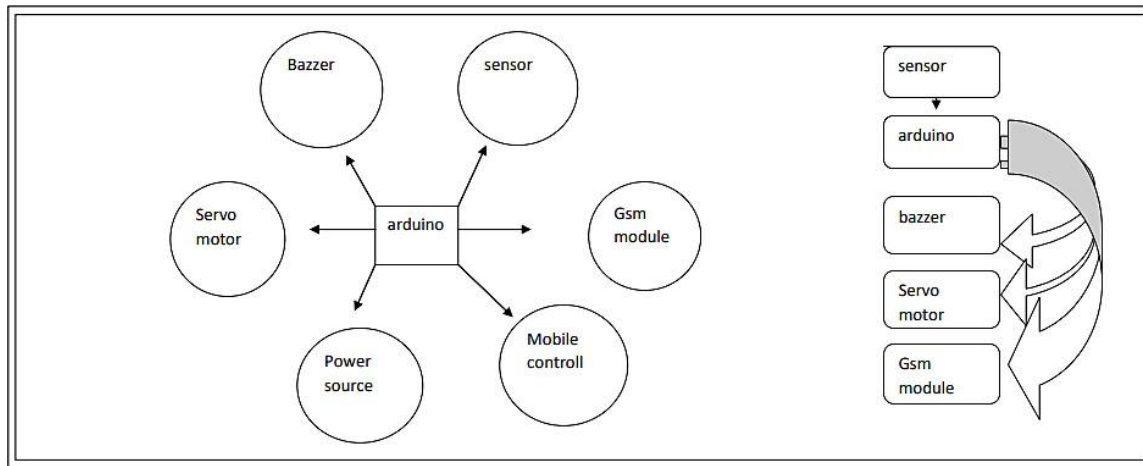 Bazzer
sensor
Servo
motor
arduino
Gsm
module
Power
source
Mobile
controll
sensor
arduino
bazzer
Servo
motor
Gsm
module